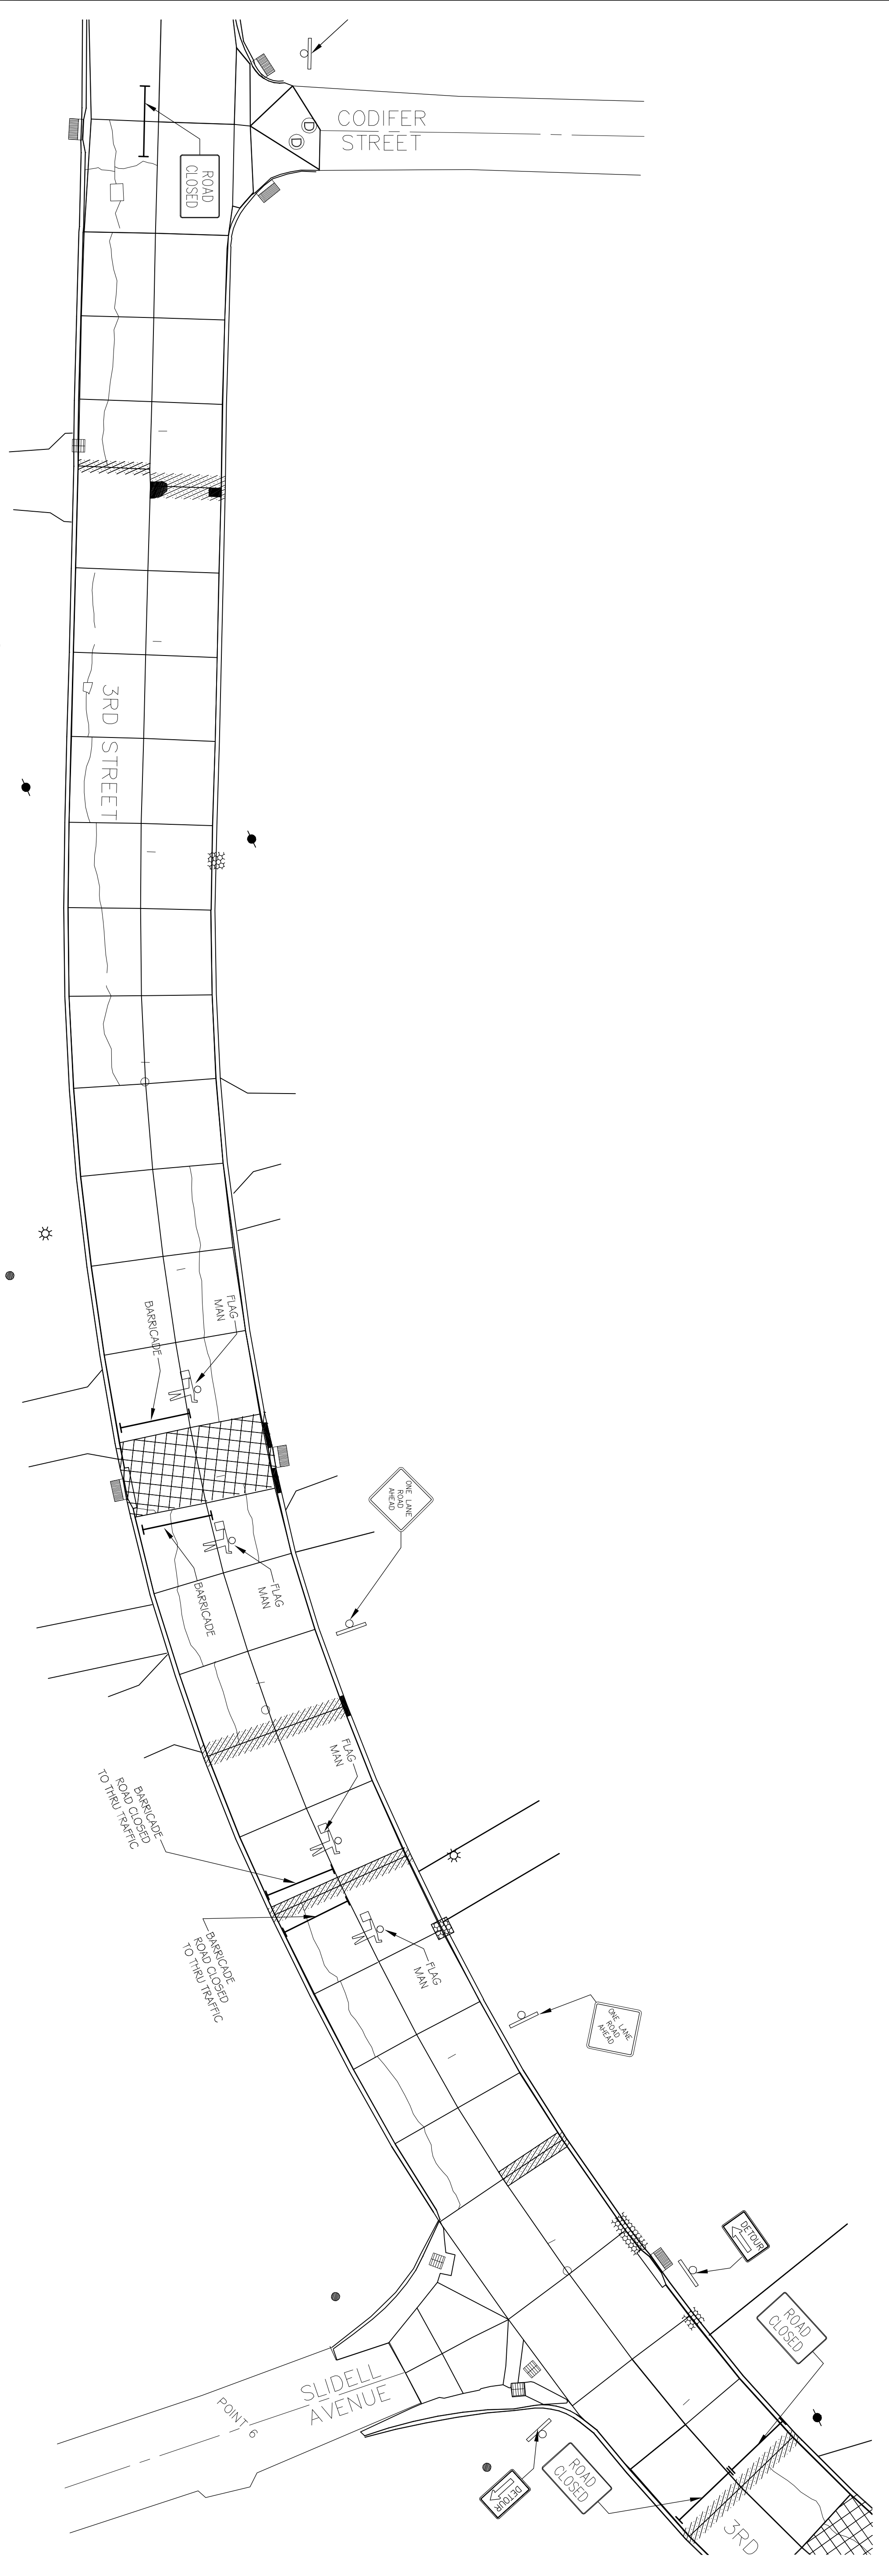 CODIFER
STREET
D
D
ROAD
CLOSED
3RD STREET
FLAG
MAN
BARRICADE
ONE LANE
ROAD
AHEAD
FLAG
MAN
BARRICADE
FLAG
MAN
BARRICADE
ROAD CLOSED
TO THRU TRAFFIC
BARRICADE
ROAD CLOSED
TO THRU TRAFFIC
FLAG
MAN
ONE LANE
ROAD
AHEAD
DETOUR
ROAD
CLOSED
SLIDELL
AVENUE
POINT 6
ROAD
CLOSED
DETOUR
3RD